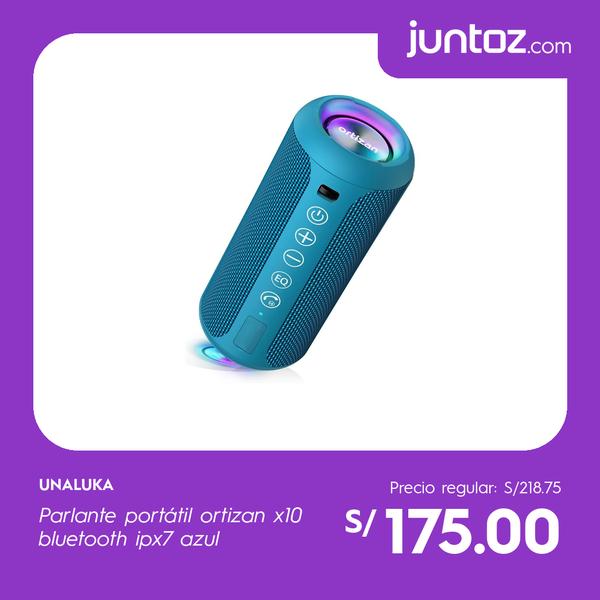 juntoz.com
ortizan
EQ
UNALUKA
Parlante portátil ortizan x10
bluetooth ipx7 azul
Precio regular: S/218.75
S/ 175.00